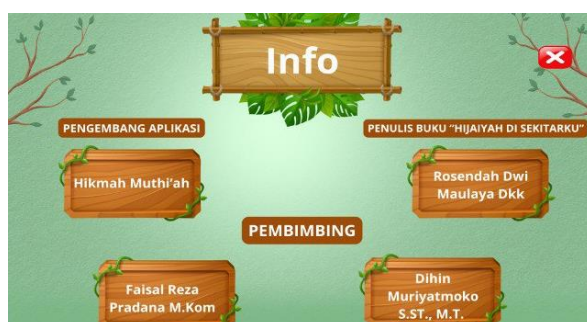 Info
PENGEMBANG APLIKASI
Hikmah Muthi'ah
PENULIS BUKU "HIJAIYAH DI SEKITARKU"
Rosendah Dwi
Maulaya Dkk
PEMBIMBING
Faisal Reza
Pradana M.Kom
Dihin
Muriyatmoko
S.ST., M.T.